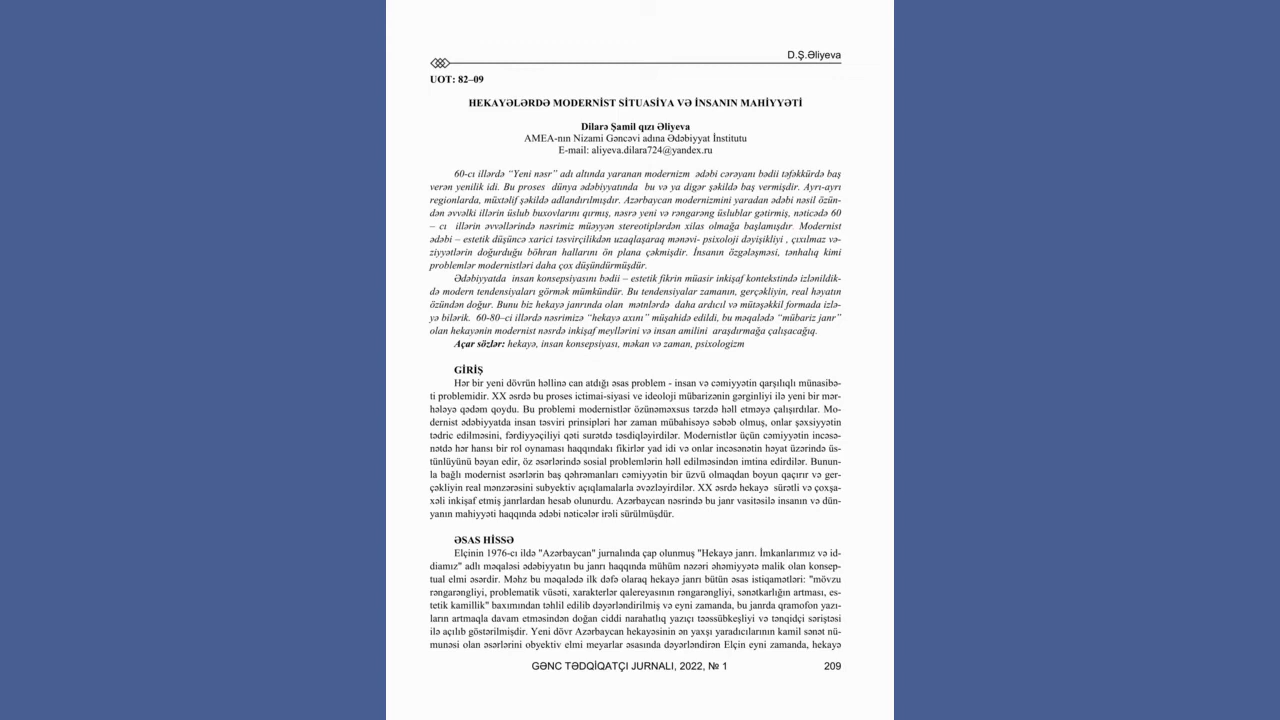 D.Ş.Əliyeva
UOT: 82–09
HEKAYƏLƏRDƏ MODERNİST SİTUASİYA VƏ İNSANIN MAHİYYƏTİ
Dilarə Şamil qızı Əliyeva
AMEA-nın Nizami Gəncəvi adına Ədəbiyyat İnstitutu
E-mail: aliyeva.dilara724@yandex.ru
60-cı illərdə “Yeni nəsr” adı altında yaranan modernizm ədəbi cərəyanı bədii təfəkkürdə baş
verən yenilik idi. Bu proses dünya ədəbiyyatında bu və ya digər şəkildə baş vermişdir. Ayrı-ayrı
regionlarda, müxtəlif şəkildə adlandırılmışdır. Azərbaycan modernizmini yaradan ədəbi nəsil özün-
dən əvvəlki illərin üslub buxovlarını qırmış, nəsrə yeni və rəngarəng üslublar gətirmiş, nəticədə 60
– cı illərin əvvəllərində nəsrimiz müəyyən stereotiplərdən xilas olmağa başlamışdır. Modernist
ədəbi – estetik düşüncə xarici təsvirçilikdən uzaqlaşaraq mənəvi- psixoloji dəyişikliyi , çıxılmaz və-
ziyyətlərin doğurduğu böhran hallarını ön plana çəkmişdir. İnsanın özgələşməsi, tənhalıq kimi
problemlər modernistləri daha çox düşündürmüşdür.
Ədəbiyyatda insan konsepsiyasını bədii – estetik fikrin müasir inkişaf kontekstində izlənildik-
də modern tendensiyaları görmək mümkündür. Bu tendensiyalar zamanın, gerçəkliyin, real həyatın
özündən doğur. Bunu biz hekayə janrında olan mətnlərdə daha ardıcıl və mütəşəkkil formada izlə-
yə bilərik. 60-80–ci illərdə nəsrimizə “hekayə axını” müşahidə edildi, bu məqalədə “mübariz janr”
olan hekayənin modernist nəsrdə inkişaf meyllərini və insan amilini araşdırmağa çalışacağıq.
Açar sözlər: hekayə, insan konsepsiyası, məkan və zaman, psixologizm
GİRİŞ
Hər bir yeni dövrün həllinə can atdığı əsas problem - insan və cəmiyyətin qarşılıqlı münasibə-
ti problemidir. XX əsrdə bu proses ictimai-siyasi ve ideoloji mübarizənin gərginliyi ilə yeni bir mər-
hələyə qədəm qoydu. Bu problemi modernistlər özünəməxsus tərzdə həll etməyə çalışırdılar. Mo-
dernist ədəbiyyatda insan təsviri prinsipləri hər zaman mübahisəyə səbəb olmuş, onlar şəxsiyyətin
tədric edilməsini, fərdiyyəçiliyi qəti surətdə təsdiqləyirdilər. Modernistlər üçün cəmiyyətin incəsə-
nətdə hər hansı bir rol oynaması haqqındakı fikirlər yad idi və onlar incəsənətin həyat üzərində üs-
tünlüyünü bəyan edir, öz əsərlərində sosial problemlərin həll edilməsindən imtina edirdilər. Bunun-
la bağlı modernist əsərlərin baş qəhrəmanları cəmiyyətin bir üzvü olmaqdan boyun qaçırır və ger-
çəkliyin real mənzərəsini subyektiv açıqlamalarla əvəzləyirdilər. XX əsrdə hekayə sürətli və çoxşa-
xəli inkişaf etmiş janrlardan hesab olunurdu. Azərbaycan nəsrində bu janr vasitəsilə insanın və dün-
yanın mahiyyəti haqqında ədəbi nəticələr irəli sürülmüşdür.
ƏSAS HİSSƏ
Elçinin 1976-cı ildə "Azərbaycan" jurnalında çap olunmuş "Hekayə janrı. İmkanlarımız və id-
diamız" adlı məqaləsi ədəbiyyatın bu janrı haqqında mühüm nəzəri əhəmiyyətə malik olan konsep-
tual elmi əsərdir. Məhz bu məqalədə ilk dəfə olaraq hekayə janrı bütün əsas istiqamətləri: "mövzu
rəngarəngliyi, problematik vüsəti, xarakterlər qalereyasının rəngarəngliyi, sənətkarlığın artması, es-
tetik kamillik" baxımından təhlil edilib dəyərləndirilmiş və eyni zamanda, bu janrda qramofon yazı-
ların artmaqla davam etməsindən doğan ciddi narahatlıq yazıçı təəssübkeşliyi və tənqidçi səriştəsi
ilə açılıb göstərilmişdir. Yeni dövr Azərbaycan hekayəsinin ən yaxşı yaradıcılarının kamil sənət nü-
munəsi olan əsərlərini obyektiv elmi meyarlar əsasında dəyərləndirən Elçin eyni zamanda, hekayə
GƏNC TƏDQİQATÇI JURNALI, 2022, № 1
209